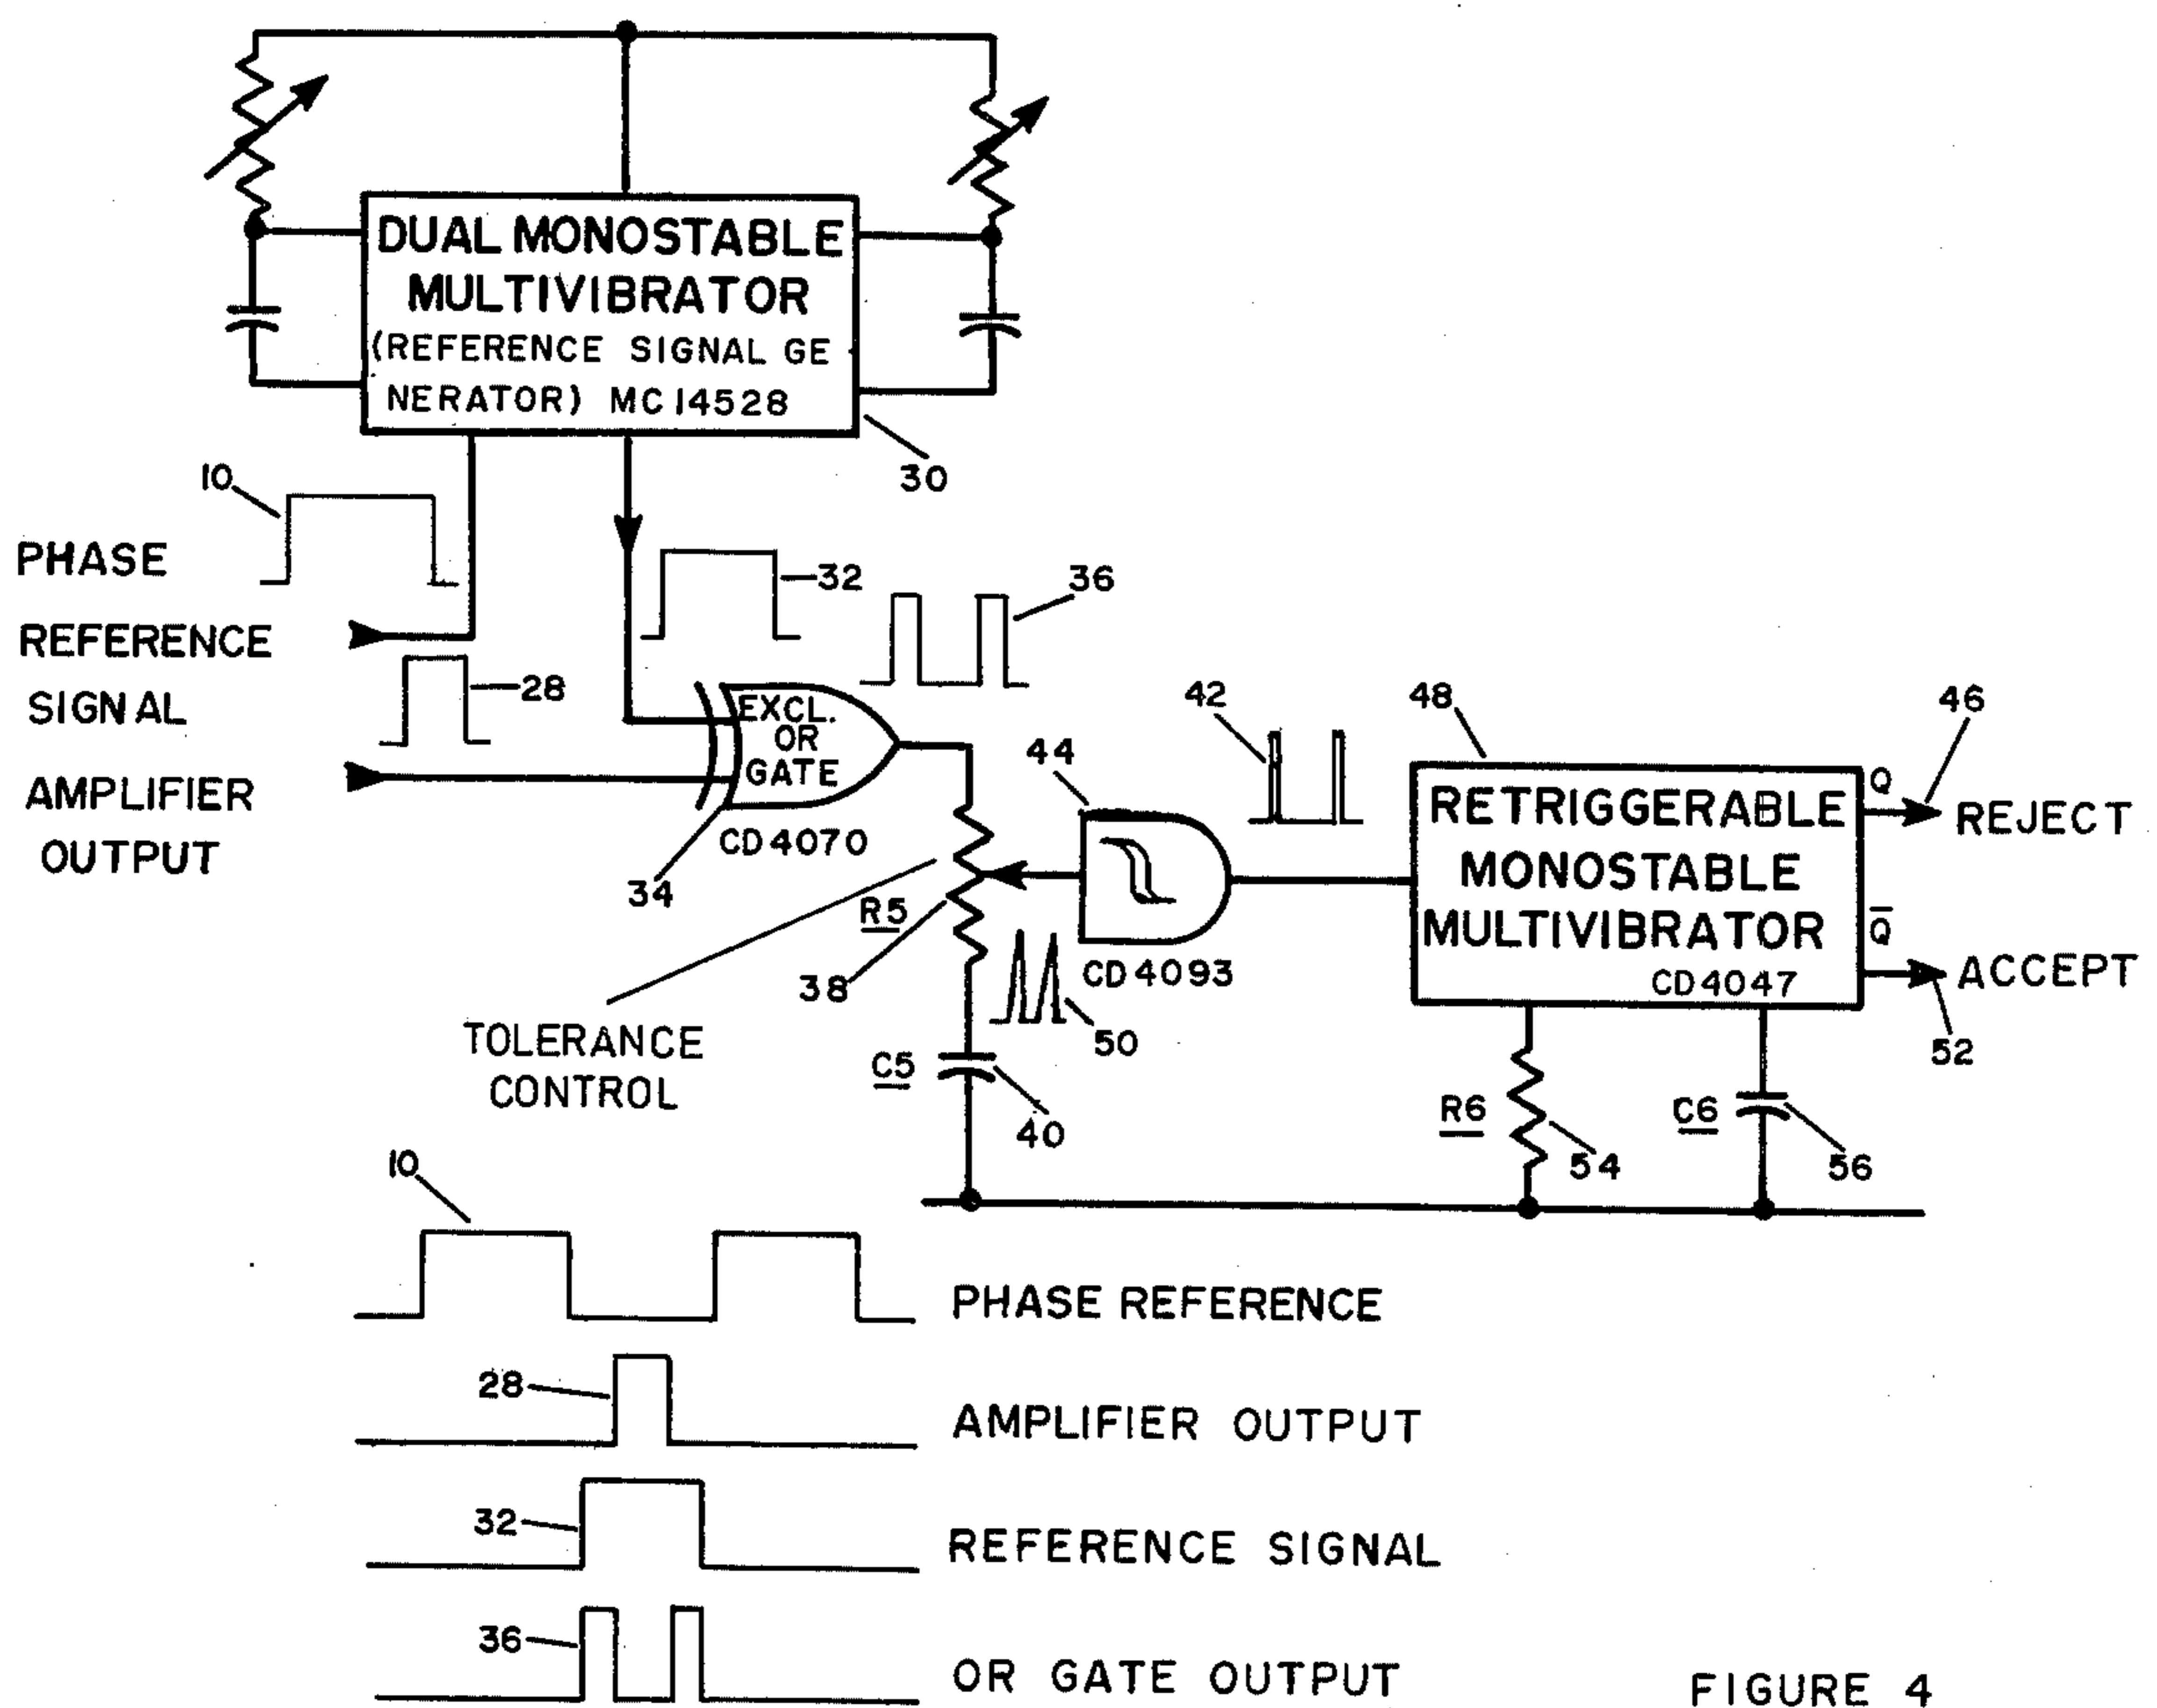 DUAL MONOSTABLE
MULTIVIBRATOR
(REFERENCE SIGNAL GE
NERATOR) MC14528
30
10
PHASE
REFERENCE
SIGNAL
28
32
36
AMPLIFIER
OUTPUT
EXCL.
OR
GATE
CD4070
34
R5
38
TOLERANCE
CONTROL
44
CD4093
42
50
C5
40
48
RETRIGGERABLE
MONOSTABLE
MULTIVIBRATOR
CD4047
Q
46
REJECT
Q̅
ACCEPT
52
R6
54
C6
56
10
PHASE REFERENCE
28
AMPLIFIER OUTPUT
32
REFERENCE SIGNAL
36
OR GATE OUTPUT
FIGURE 4